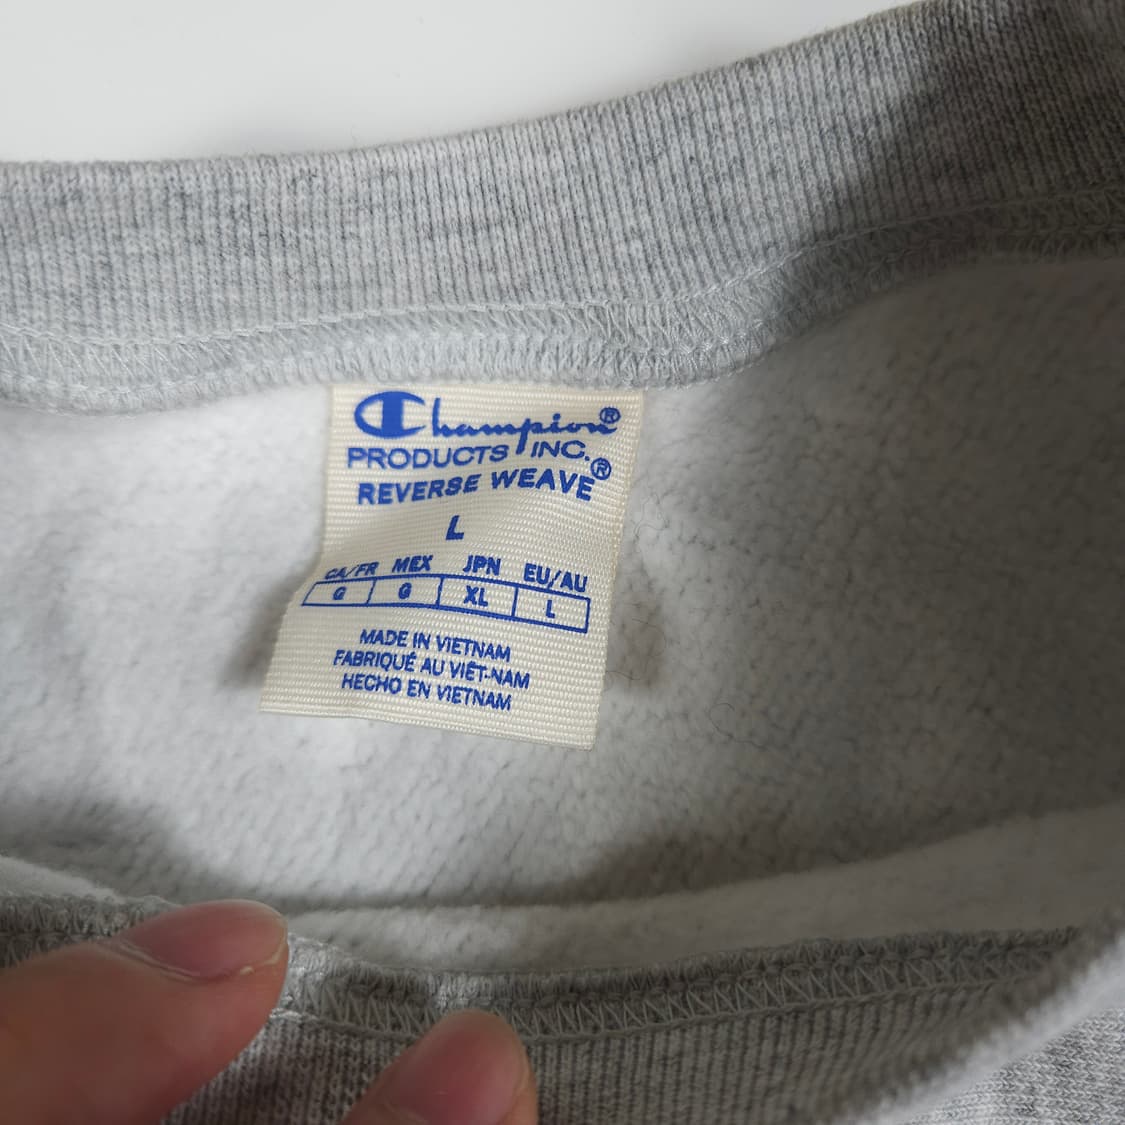 Champion®
PRODUCTS INC.
REVERSE WEAVE®
L
CA/FR MEX JPN EU/AU
G G XL L
MADE IN VIETNAM
FABRIQUÉ AU VIÊT-NAM
HECHO EN VIETNAM